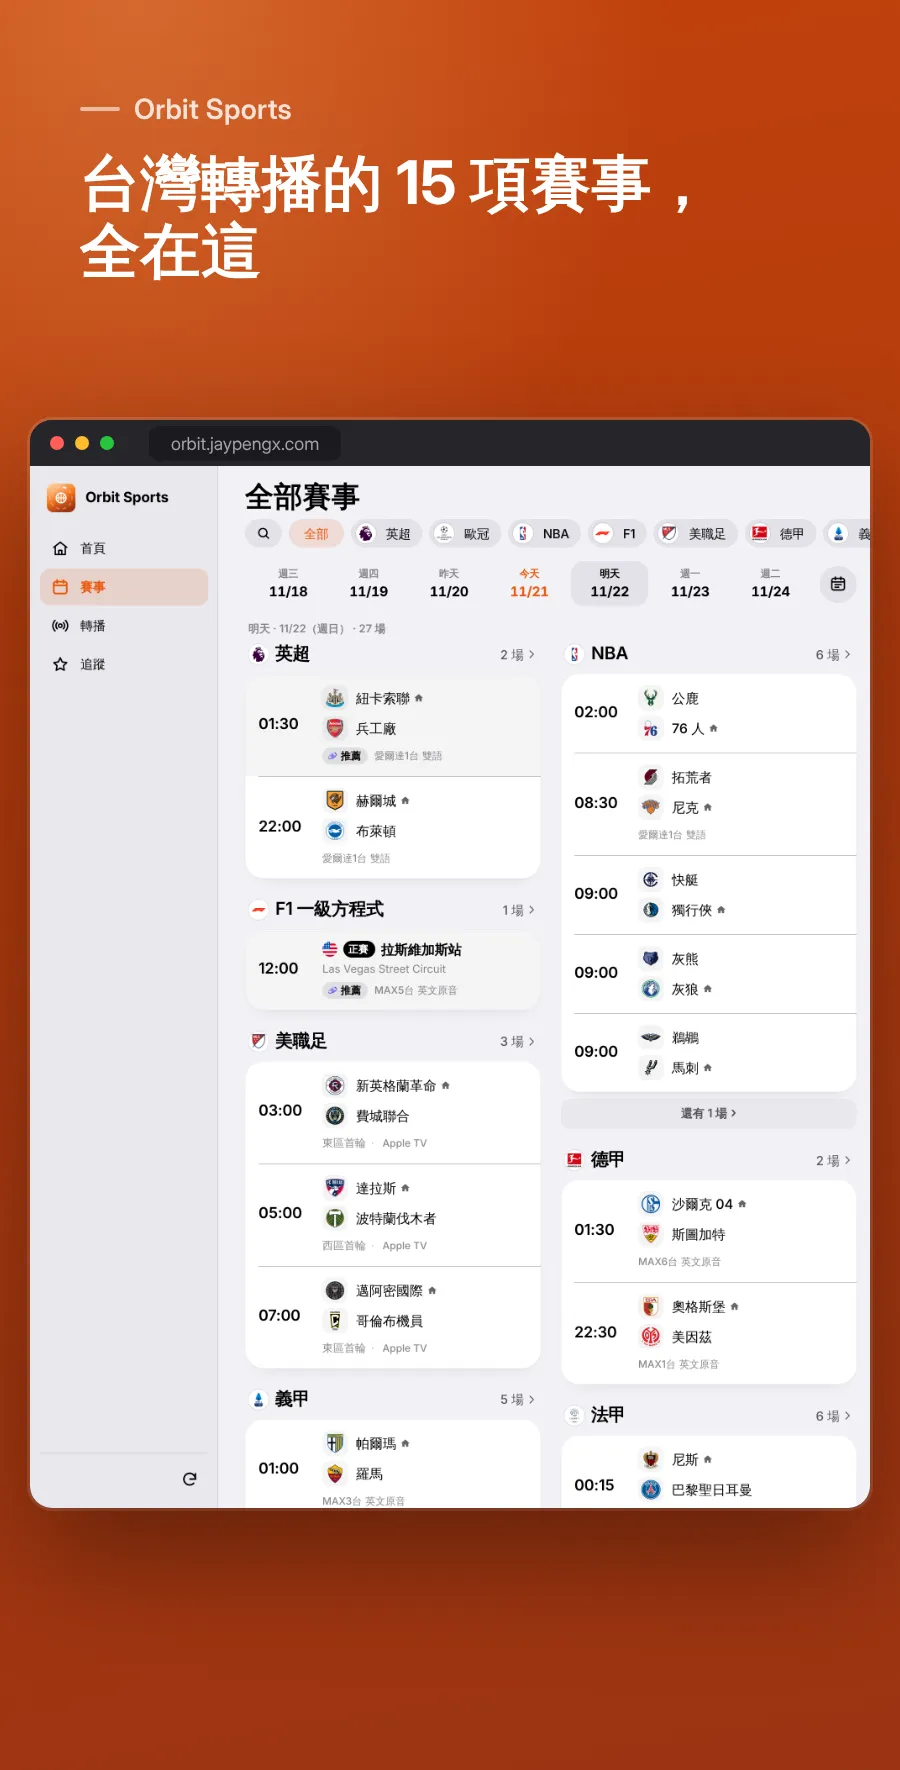 Orbit Sports
台灣轉播的 15 項賽事，
全在這
orbit.jaypengx.com
Orbit Sports
首頁
賽事
轉播
追蹤
全部賽事
全部
英超
歐冠
NBA
F1
美職足
德甲
義
週三
11/18
週四
11/19
昨天
11/20
今天
11/21
明天
11/22
週一
11/23
週二
11/24
明天 · 11/22（週日） · 27 場
英超
2 場
01:30
紐卡索聯
兵工廠
推薦 愛爾達1台 雙語
22:00
赫爾城
布萊頓
愛爾達1台 雙語
F1 一級方程式
1 場
12:00
正賽 拉斯維加斯站
Las Vegas Street Circuit
推薦 MAX5台 英文原音
美職足
3 場
03:00
新英格蘭革命
費城聯合
東區首輪 · Apple TV
05:00
達拉斯
波特蘭伐木者
西區首輪 · Apple TV
07:00
邁阿密國際
哥倫布機員
東區首輪 · Apple TV
義甲
5 場
01:00
帕爾瑪
羅馬
MAX3台 英文原音
NBA
6 場
02:00
公鹿
76 人
08:30
拓荒者
尼克
愛爾達1台 雙語
09:00
快艇
獨行俠
09:00
灰熊
灰狼
09:00
鵜鶘
馬刺
還有 1 場
德甲
2 場
01:30
沙爾克 04
斯圖加特
MAX6台 英文原音
22:30
奧格斯堡
美因茲
MAX1台 英文原音
法甲
6 場
00:15
尼斯
巴黎聖日耳曼